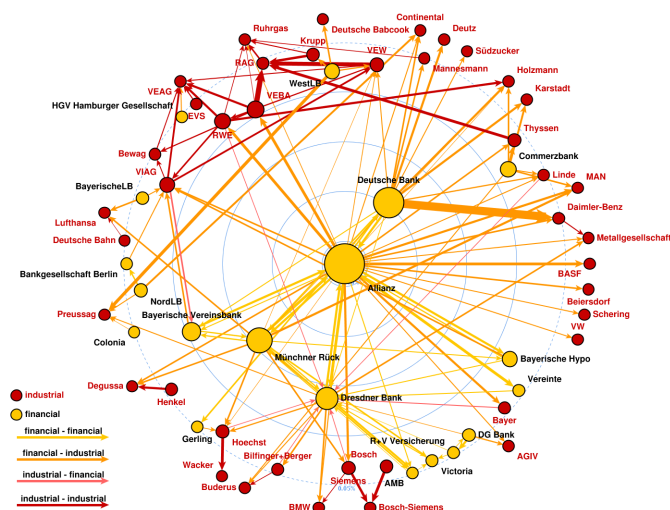 Continental
Ruhrgas
Deutsche Babcook
Deutz
Krupp
VEW
Südzucker
RAG
Mannesmann
WestLB
Holzmann
VEAG
VEBA
Karstadt
HGV Hamburger Gesellschaft
EVS
RWE
Thyssen
Bewag
Commerzbank
VIAG
Linde
Deutsche Bank
MAN
BayerischeLB
Daimler-Benz
Lufthansa
Deutsche Bahn
Metallgesellschaft
Bankgesellschaft Berlin
BASF
Allianz
NordLB
Beiersdorf
Preussag
Bayerische Vereinsbank
Schering
VW
Colonia
Münchner Rück
Bayerische Hypo
Degussa
Vereinte
Henkel
Dresdner Bank
industrial
financial
Bayer
financial - financial
Gerling
Hoechst
R+V Versicherung
DG Bank
financial - industrial
Bilfinger+Berger
Bosch
AGIV
industrial - financial
Wacker
Siemens
Victoria
Buderus
AMB
6.61%
industrial - industrial
BMW
Bosch-Siemens